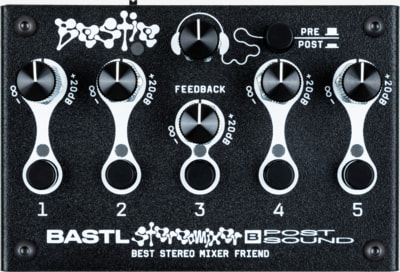 Bestie
PRE
POST
FEEDBACK
-∞ +20dB
-∞ +20dB
-∞ +20dB
-∞ +20dB
-∞ +20dB
1 2 3 4 5
BASTL Stereomixer B POST SOUND
BEST STEREO MIXER FRIEND